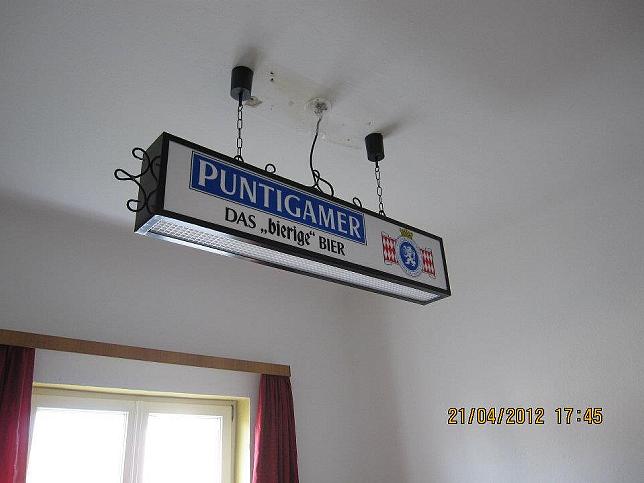 PUNTIGAMER
DAS „bierige“ BIER
21/04/2012 17:45